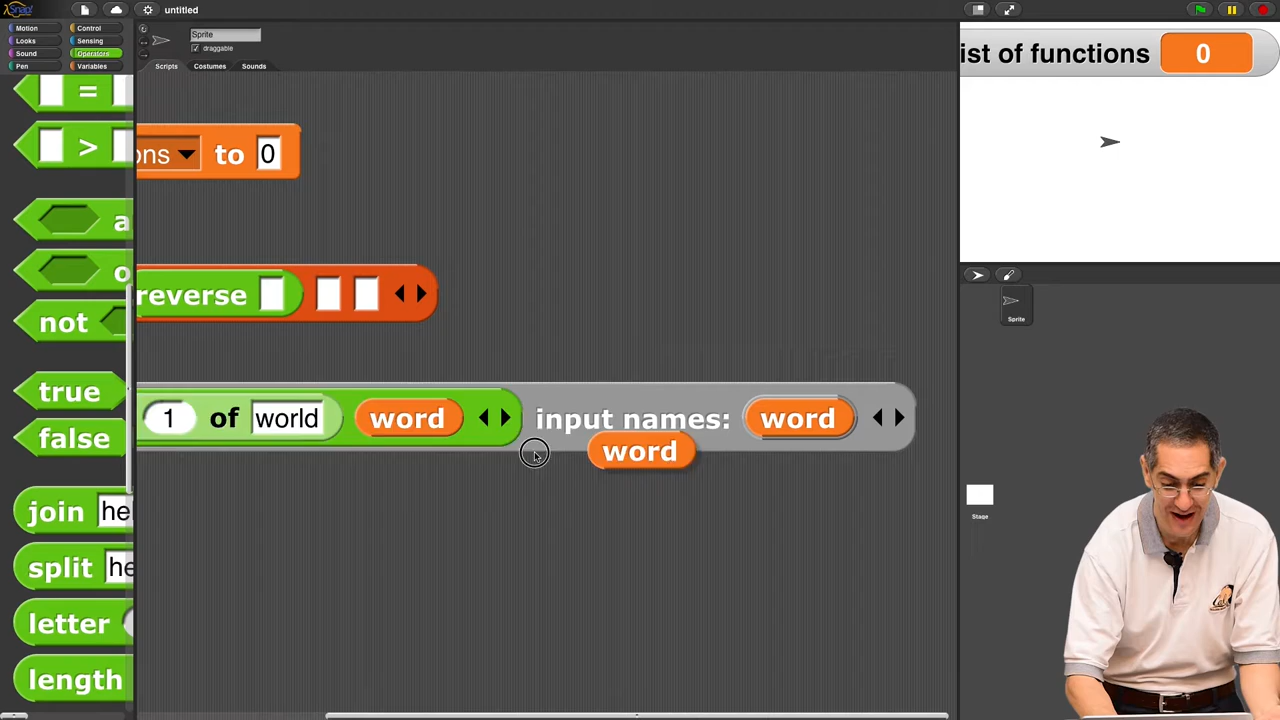 Snap!
untitled
Motion
Control
Looks
Sensing
Sound
Operators
Pen
Variables
Sprite
draggable
Scripts
Costumes
Sounds
=
>
a
o
not
true
false
join hel
split he
letter
length
ons to 0
reverse
1 of world word input names: word
word
ist of functions 0
Sprite
Stage